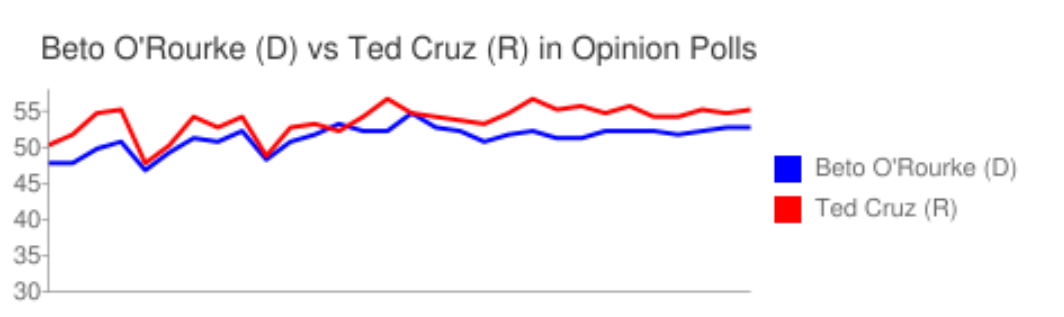 Beto O'Rourke (D) vs Ted Cruz (R) in Opinion Polls
55
50
45
40
35
30
Beto O'Rourke (D)
Ted Cruz (R)